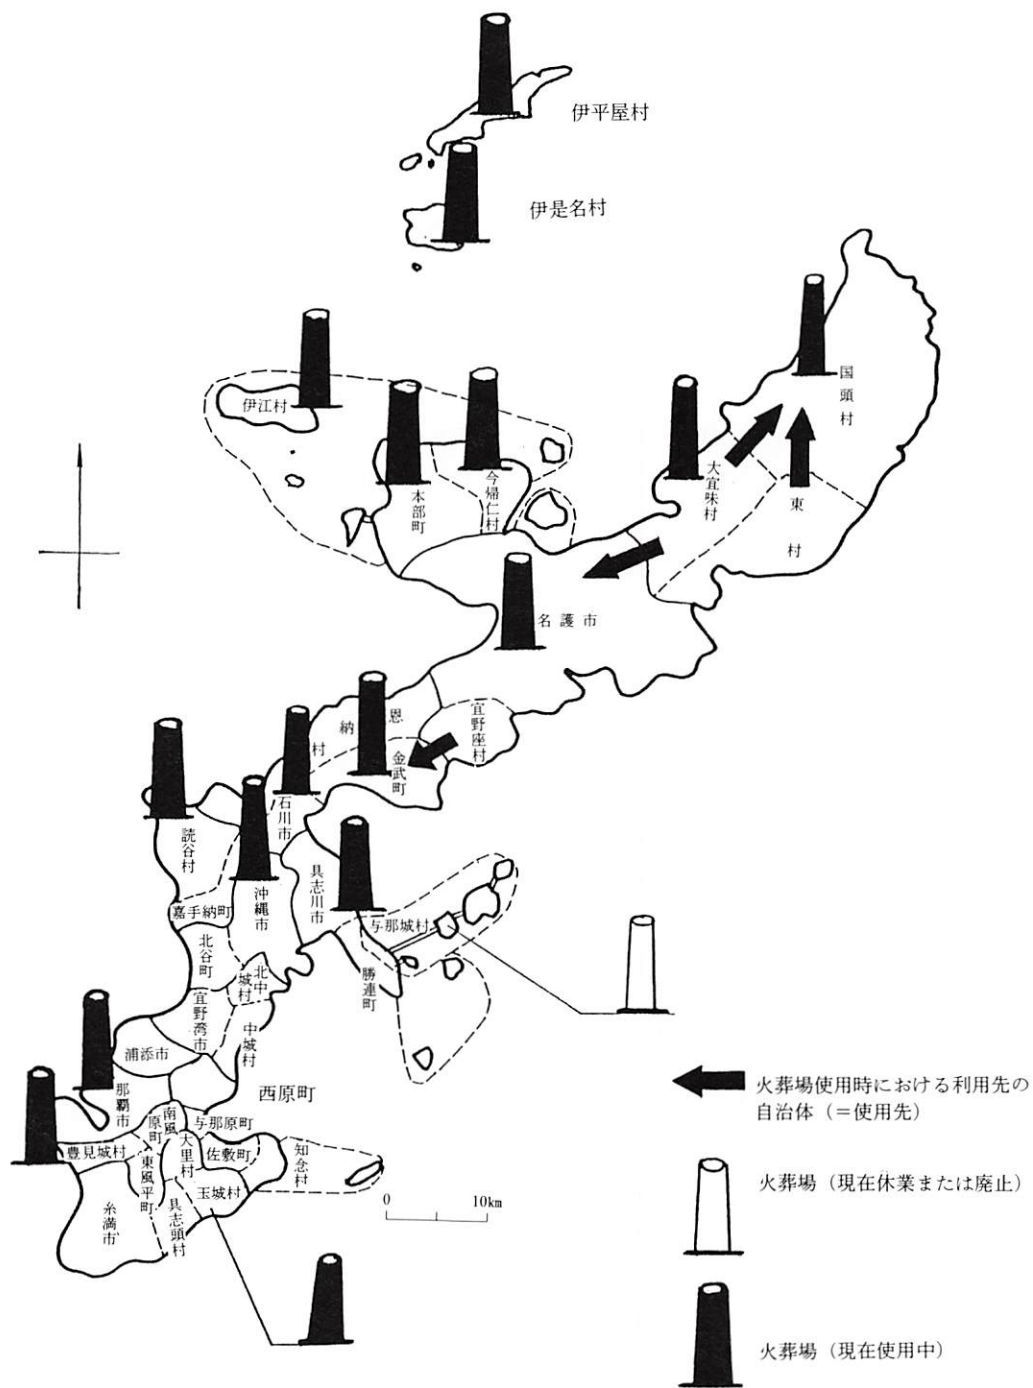 伊平屋村
伊是名村
国頭村
伊江村
大宜味村
今帰仁村
本部町
東村
名護市
恩納村
宜野座村
金武町
石川市
読谷村
具志川市
沖縄市
嘉手納町
与那城村
北谷町
北中城村
勝連町
宜野湾市
中城村
浦添市
那覇市
西原町
南風原町
与那原町
豊見城村
大里村
佐敷町
知念村
東風平町
玉城村
糸満市
具志頭村
0 10km
火葬場使用時における利用先の
自治体（＝使用先）
火葬場（現在休業または廃止）
火葬場（現在使用中）